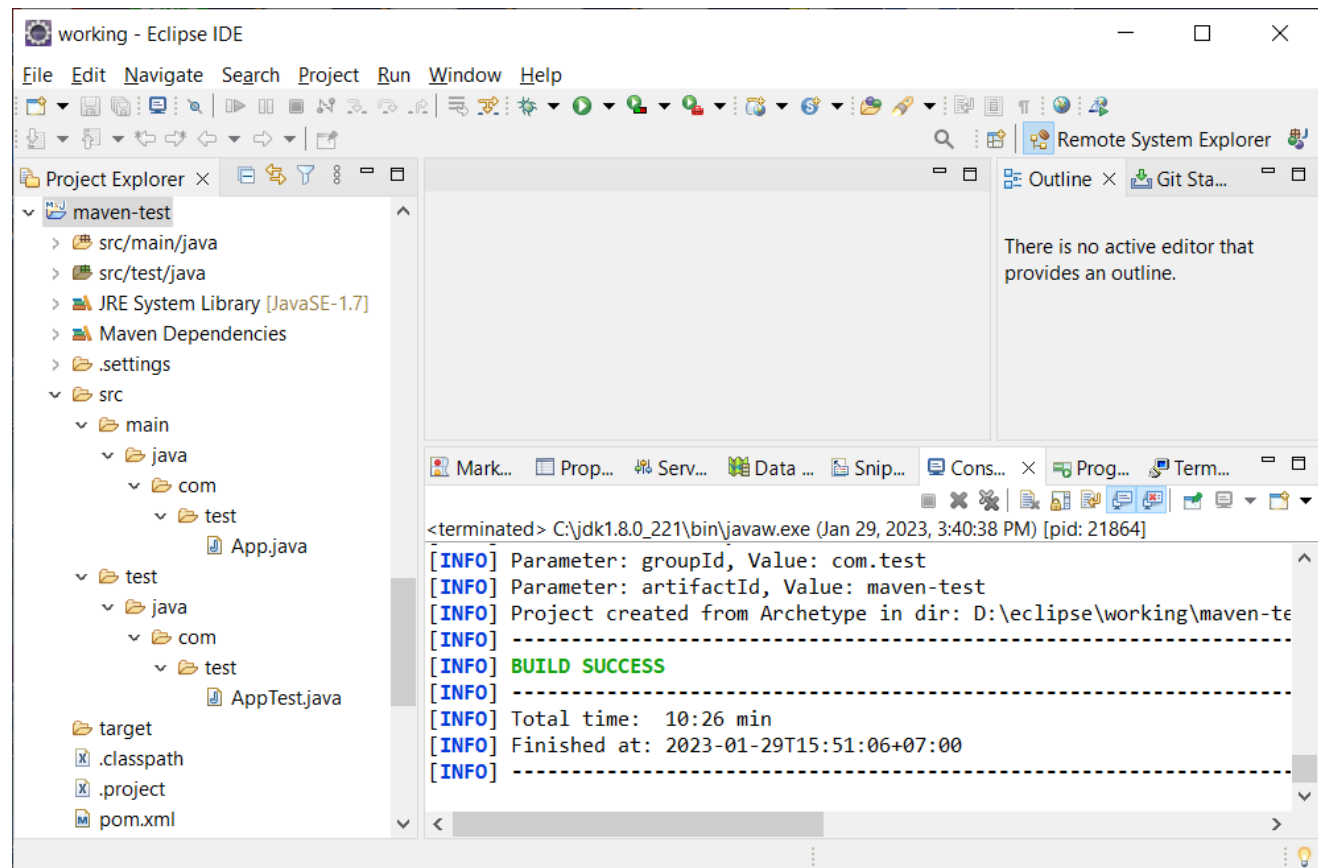 working - Eclipse IDE
File Edit Navigate Search Project Run Window Help
Remote System Explorer
Project Explorer
maven-test
src/main/java
src/test/java
JRE System Library [JavaSE-1.7]
Maven Dependencies
.settings
src
main
java
com
test
App.java
test
java
com
test
AppTest.java
target
.classpath
.project
pom.xml
Outline Git Sta...
There is no active editor that
provides an outline.
Mark... Prop... Serv... Data ... Snip... Cons... Prog... Term...
<terminated> C:\jdk1.8.0_221\bin\javaw.exe (Jan 29, 2023, 3:40:38 PM) [pid: 21864]
[INFO] Parameter: groupId, Value: com.test
[INFO] Parameter: artifactId, Value: maven-test
[INFO] Project created from Archetype in dir: D:\eclipse\working\maven-te
[INFO] ------------------------------------------------------------------
[INFO] BUILD SUCCESS
[INFO] ------------------------------------------------------------------
[INFO] Total time:  10:26 min
[INFO] Finished at: 2023-01-29T15:51:06+07:00
[INFO] ------------------------------------------------------------------